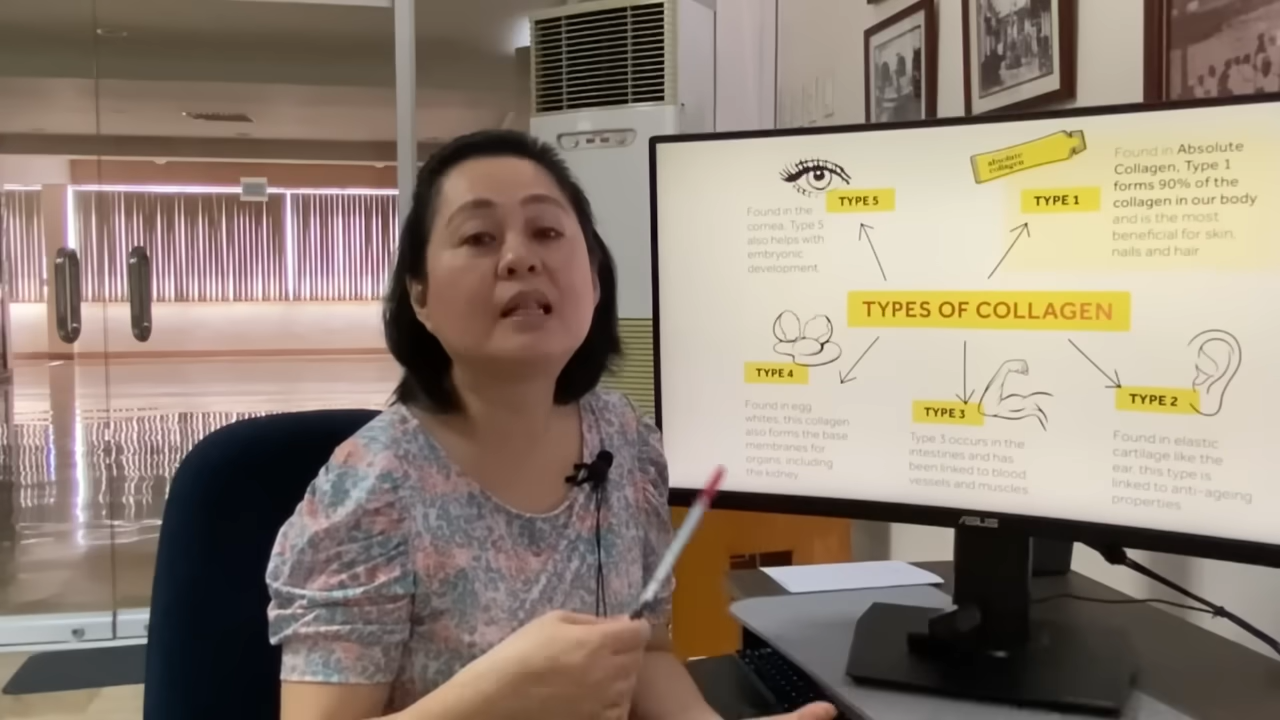 absolute
collagen
Found in Absolute
Collagen, Type 1
forms 90% of the
collagen in our body
and is the most
beneficial for skin,
nails and hair
TYPE 1
TYPE 5
Found in the
cornea. Type 5
also helps with
embryonic
development.
TYPES OF COLLAGEN
TYPE 4
Found in egg
whites, this collagen
also forms the base
membranes for
organs, including
the kidney
TYPE 3
Type 3 occurs in the
intestines and has
been linked to blood
vessels and muscles
TYPE 2
Found in elastic
cartilage like the
ear, this type is
linked to anti-ageing
properties
ASUS